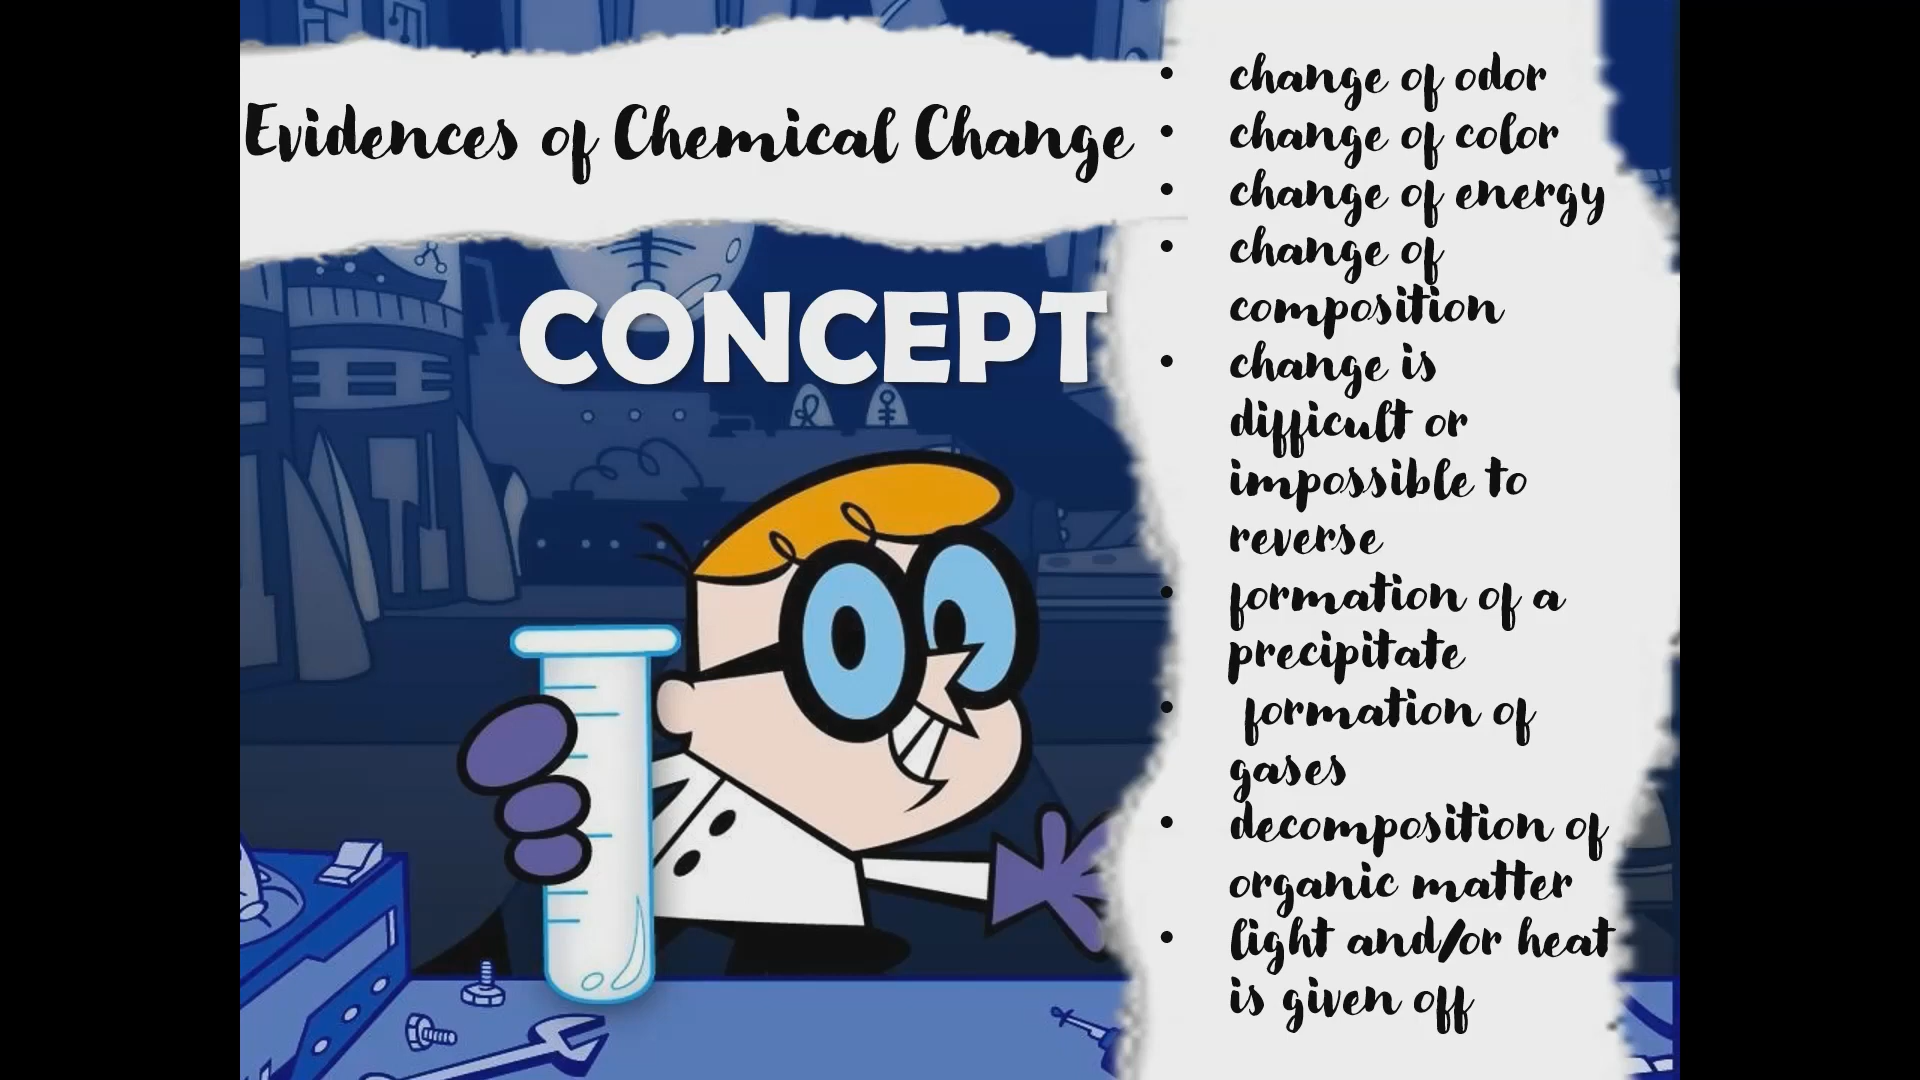 Evidences of Chemical Change
CONCEPT
• change of odor
• change of color
• change of energy
• change of
composition
• change is
difficult or
impossible to
reverse
• formation of a
precipitate
• formation of
gases
• decomposition of
organic matter
• light and/or heat
is given off